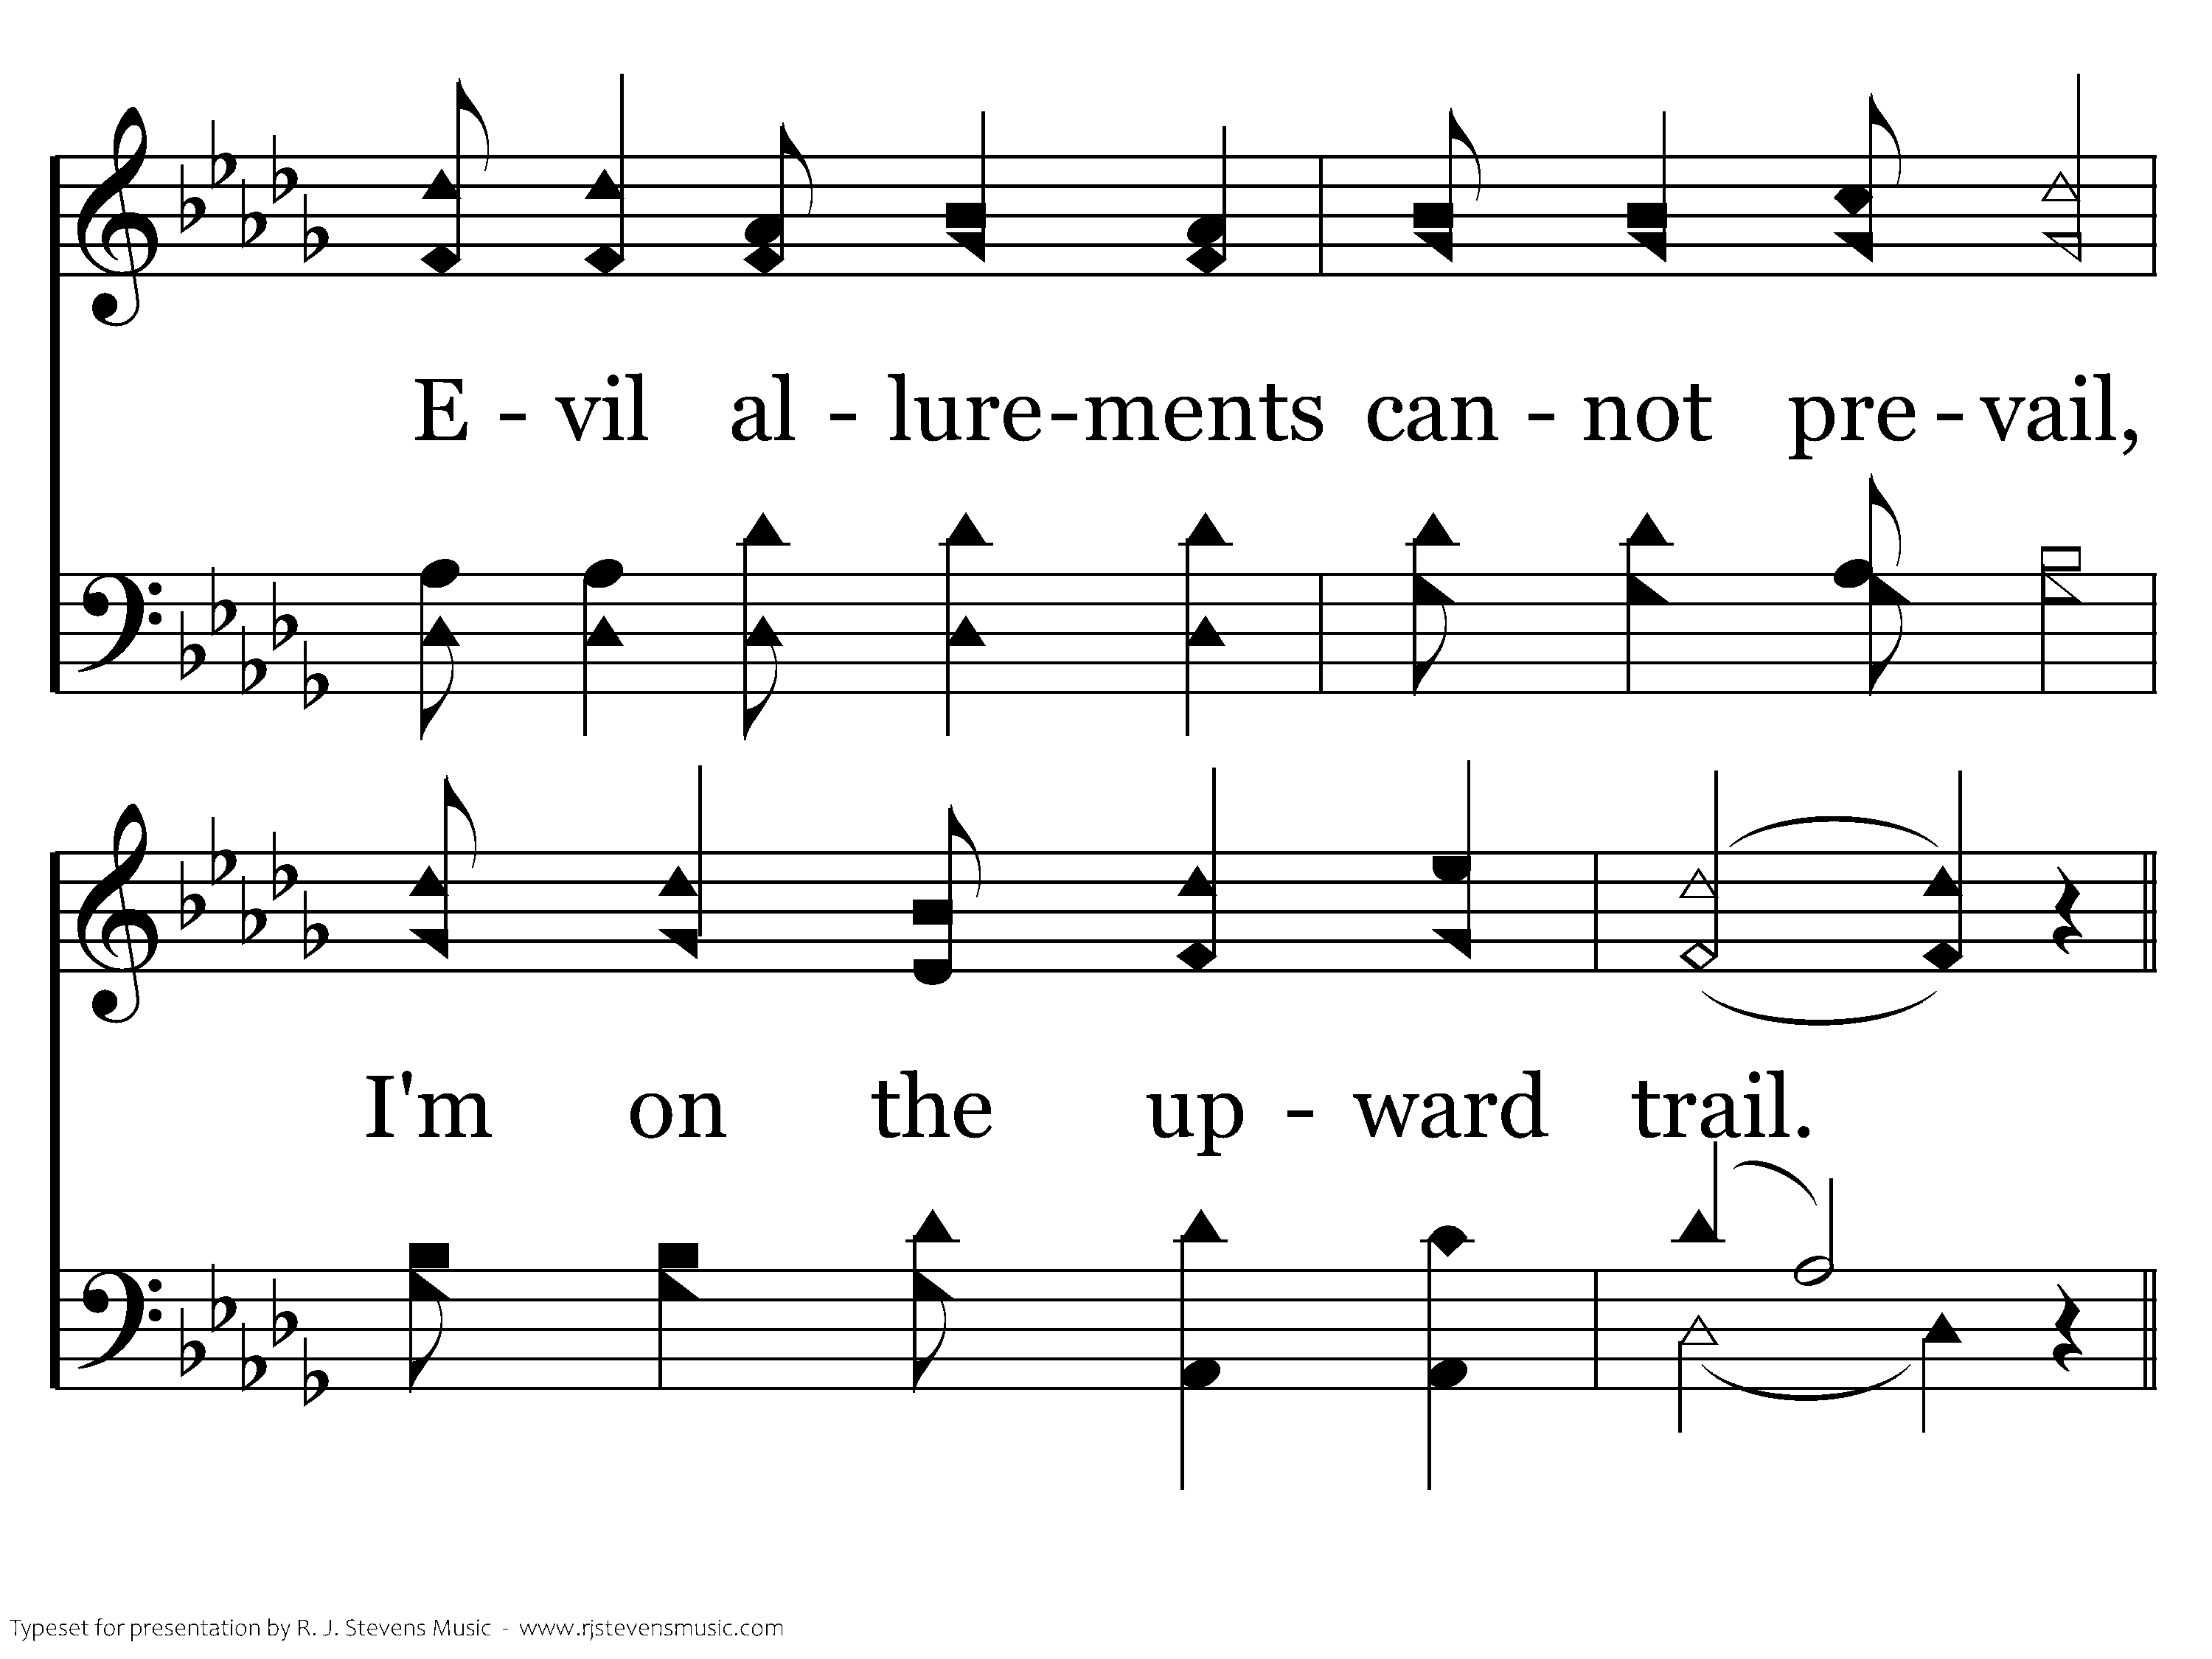 E - vil al - lure-ments can - not pre - vail,
I'm on the up - ward trail.
Typeset for presentation by R. J. Stevens Music - www.rjstevensmusic.com